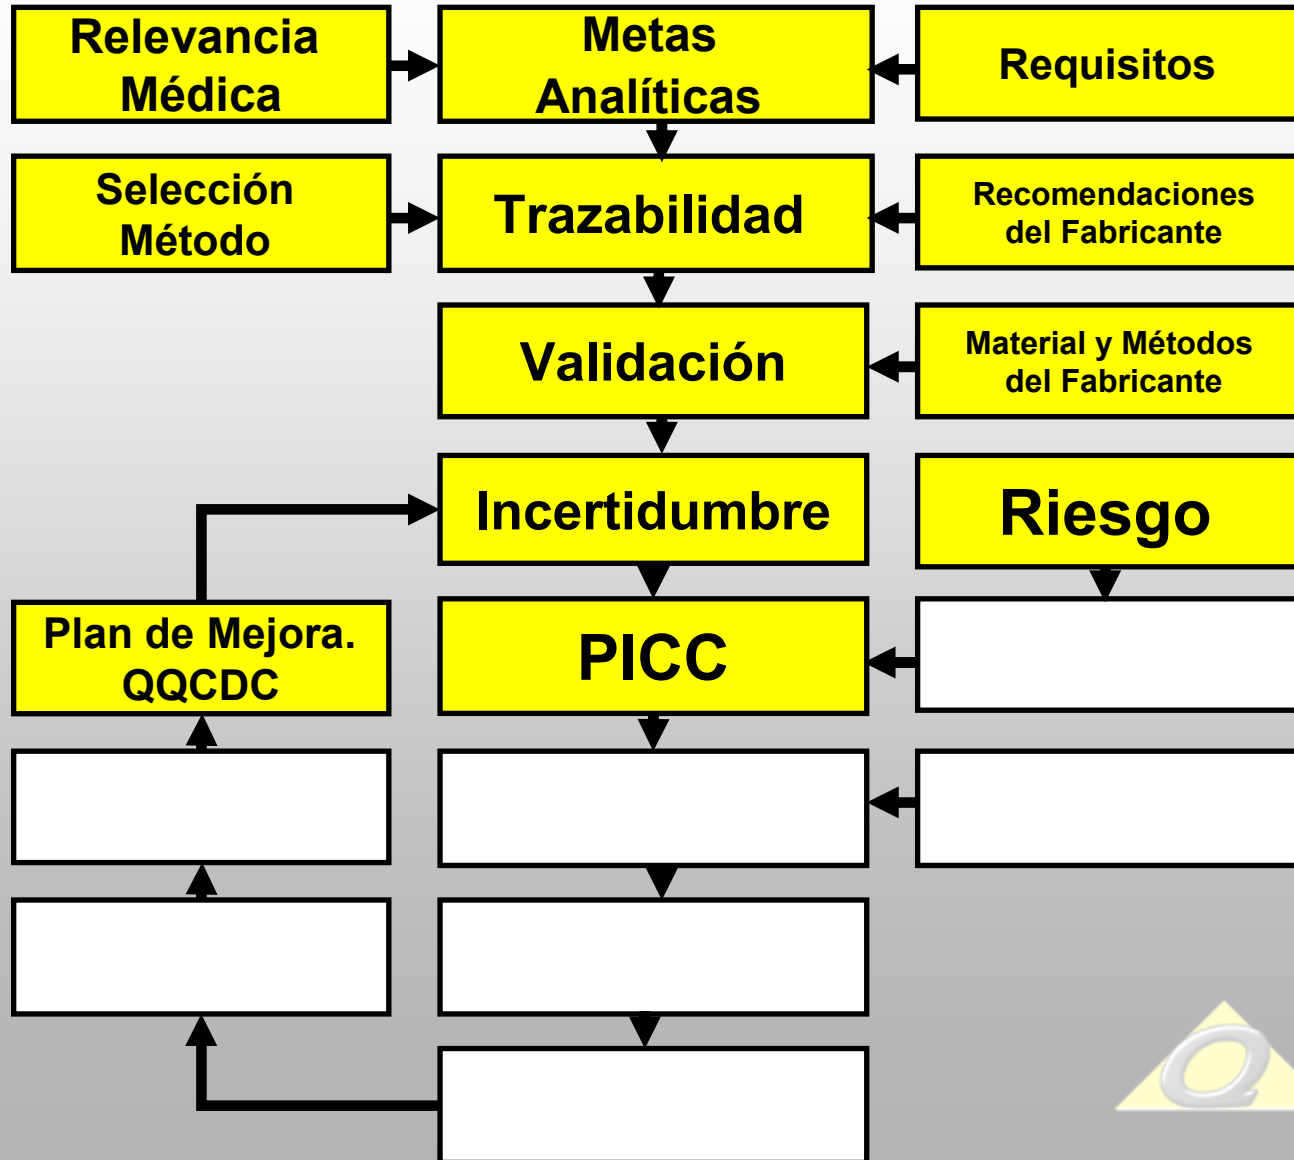 Relevancia
Médica
Metas
Analíticas
Requisitos
Selección
Método
Trazabilidad
Recomendaciones
del Fabricante
Validación
Material y Métodos
del Fabricante
Incertidumbre
Riesgo
Plan de Mejora.
QQCDC
PICC
Q